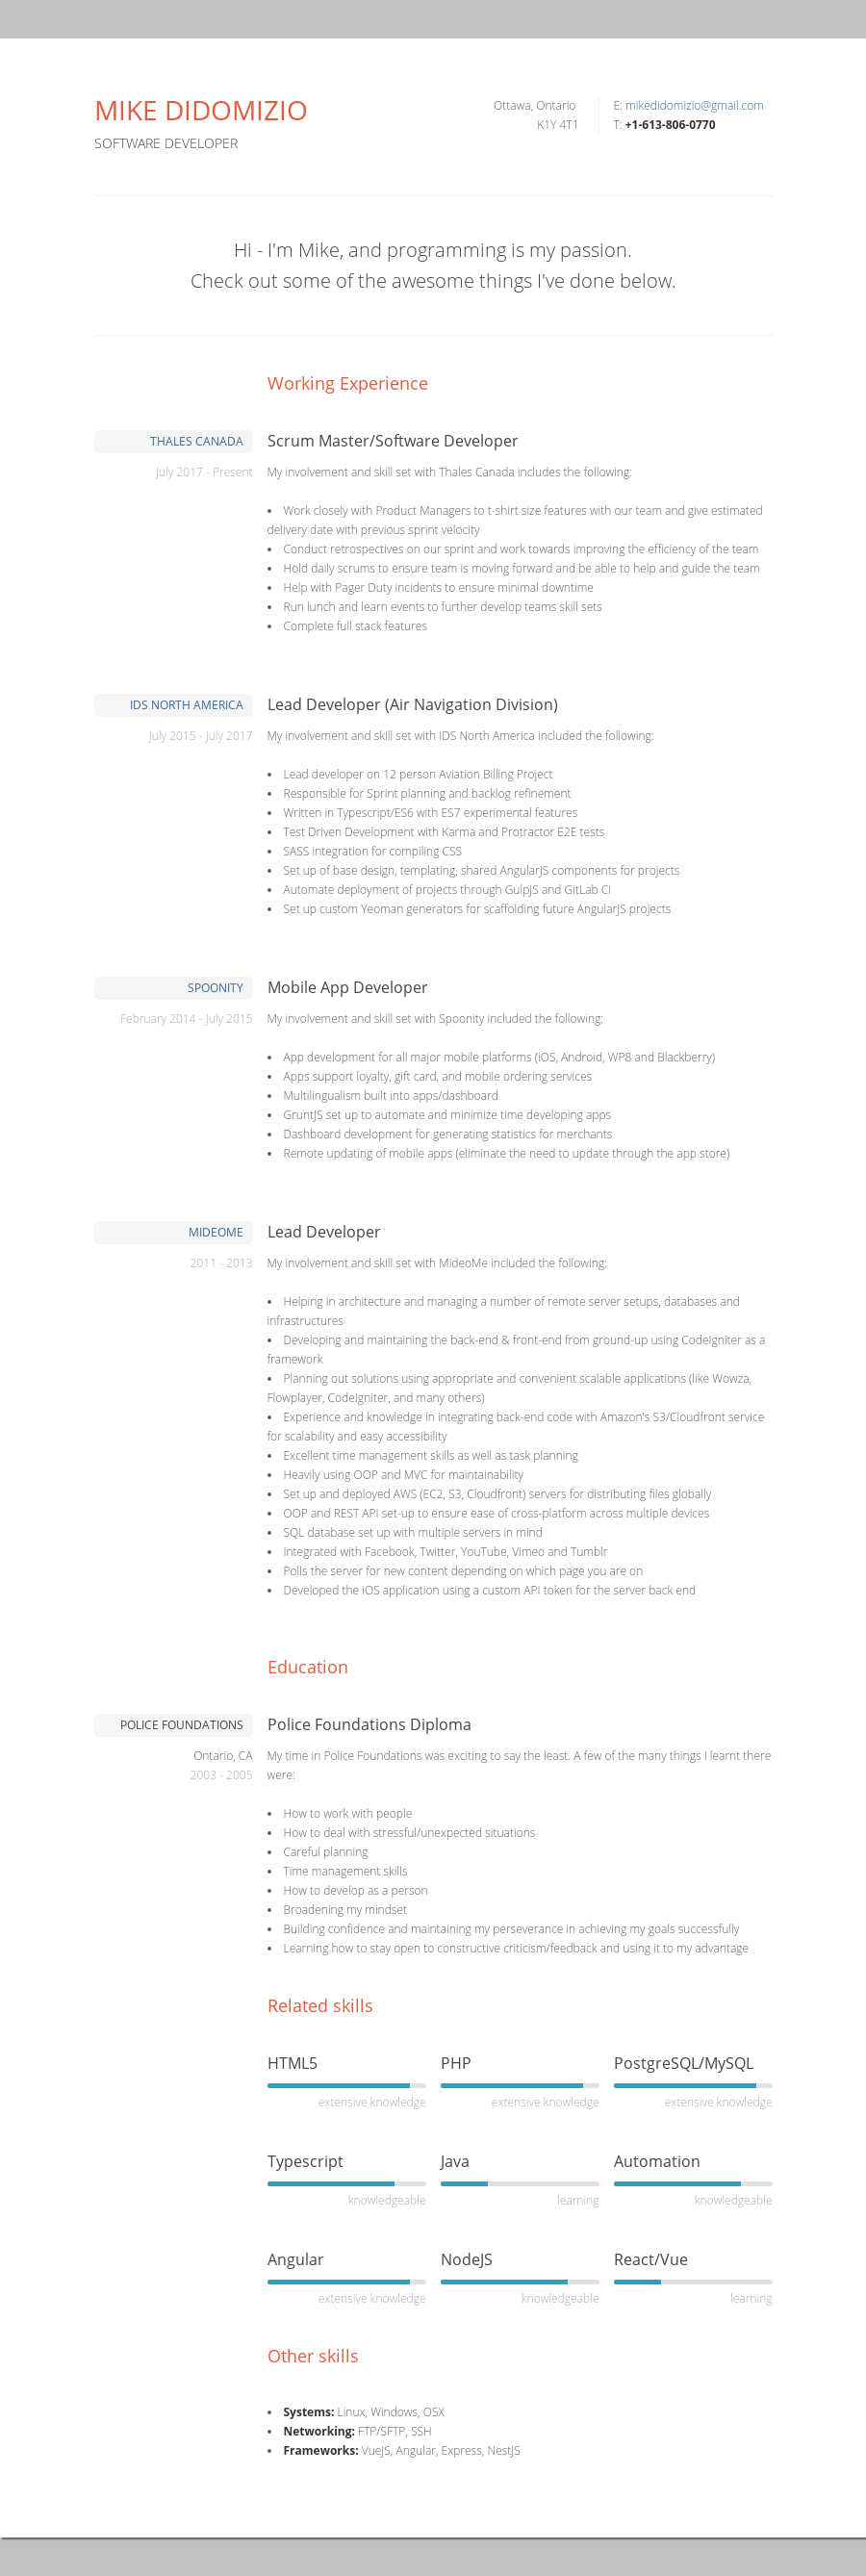 MIKE DIDOMIZIO
SOFTWARE DEVELOPER
Ottawa, Ontario
K1Y 4T1
E: mikedidomizio@gmail.com
T: +1-613-806-0770
Hi - I'm Mike, and programming is my passion.
Check out some of the awesome things I've done below.
Working Experience
THALES CANADA
July 2017 - Present
Scrum Master/Software Developer
My involvement and skill set with Thales Canada includes the following:
• Work closely with Product Managers to t-shirt size features with our team and give estimated
delivery date with previous sprint velocity
• Conduct retrospectives on our sprint and work towards improving the efficiency of the team
• Hold daily scrums to ensure team is moving forward and be able to help and guide the team
• Help with Pager Duty incidents to ensure minimal downtime
• Run lunch and learn events to further develop teams skill sets
• Complete full stack features
IDS NORTH AMERICA
July 2015 - July 2017
Lead Developer (Air Navigation Division)
My involvement and skill set with IDS North America included the following:
• Lead developer on 12 person Aviation Billing Project
• Responsible for Sprint planning and backlog refinement
• Written in Typescript/ES6 with ES7 experimental features
• Test Driven Development with Karma and Protractor E2E tests
• SASS integration for compiling CSS
• Set up of base design, templating, shared AngularJS components for projects
• Automate deployment of projects through GulpJS and GitLab CI
• Set up custom Yeoman generators for scaffolding future AngularJS projects
SPOONITY
February 2014 - July 2015
Mobile App Developer
My involvement and skill set with Spoonity included the following:
• App development for all major mobile platforms (iOS, Android, WP8 and Blackberry)
• Apps support loyalty, gift card, and mobile ordering services
• Multilingualism built into apps/dashboard
• GruntJS set up to automate and minimize time developing apps
• Dashboard development for generating statistics for merchants
• Remote updating of mobile apps (eliminate the need to update through the app store)
MIDEOME
2011 - 2013
Lead Developer
My involvement and skill set with MideoMe included the following:
• Helping in architecture and managing a number of remote server setups, databases and
infrastructures
• Developing and maintaining the back-end & front-end from ground-up using CodeIgniter as a
framework
• Planning out solutions using appropriate and convenient scalable applications (like Wowza,
Flowplayer, CodeIgniter, and many others)
• Experience and knowledge in integrating back-end code with Amazon's S3/Cloudfront service
for scalability and easy accessibility
• Excellent time management skills as well as task planning
• Heavily using OOP and MVC for maintainability
• Set up and deployed AWS (EC2, S3, Cloudfront) servers for distributing files globally
• OOP and REST API set-up to ensure ease of cross-platform across multiple devices
• SQL database set up with multiple servers in mind
• Integrated with Facebook, Twitter, YouTube, Vimeo and Tumblr
• Polls the server for new content depending on which page you are on
• Developed the iOS application using a custom API token for the server back end
Education
POLICE FOUNDATIONS
Ontario, CA
2003 - 2005
Police Foundations Diploma
My time in Police Foundations was exciting to say the least. A few of the many things I learnt there
were:
• How to work with people
• How to deal with stressful/unexpected situations
• Careful planning
• Time management skills
• How to develop as a person
• Broadening my mindset
• Building confidence and maintaining my perseverance in achieving my goals successfully
• Learning how to stay open to constructive criticism/feedback and using it to my advantage
Related skills
HTML5
extensive knowledge
PHP
extensive knowledge
PostgreSQL/MySQL
extensive knowledge
Typescript
knowledgeable
Java
learning
Automation
knowledgeable
Angular
extensive knowledge
NodeJS
knowledgeable
React/Vue
learning
Other skills
• Systems: Linux, Windows, OSX
• Networking: FTP/SFTP, SSH
• Frameworks: VueJS, Angular, Express, NestJS